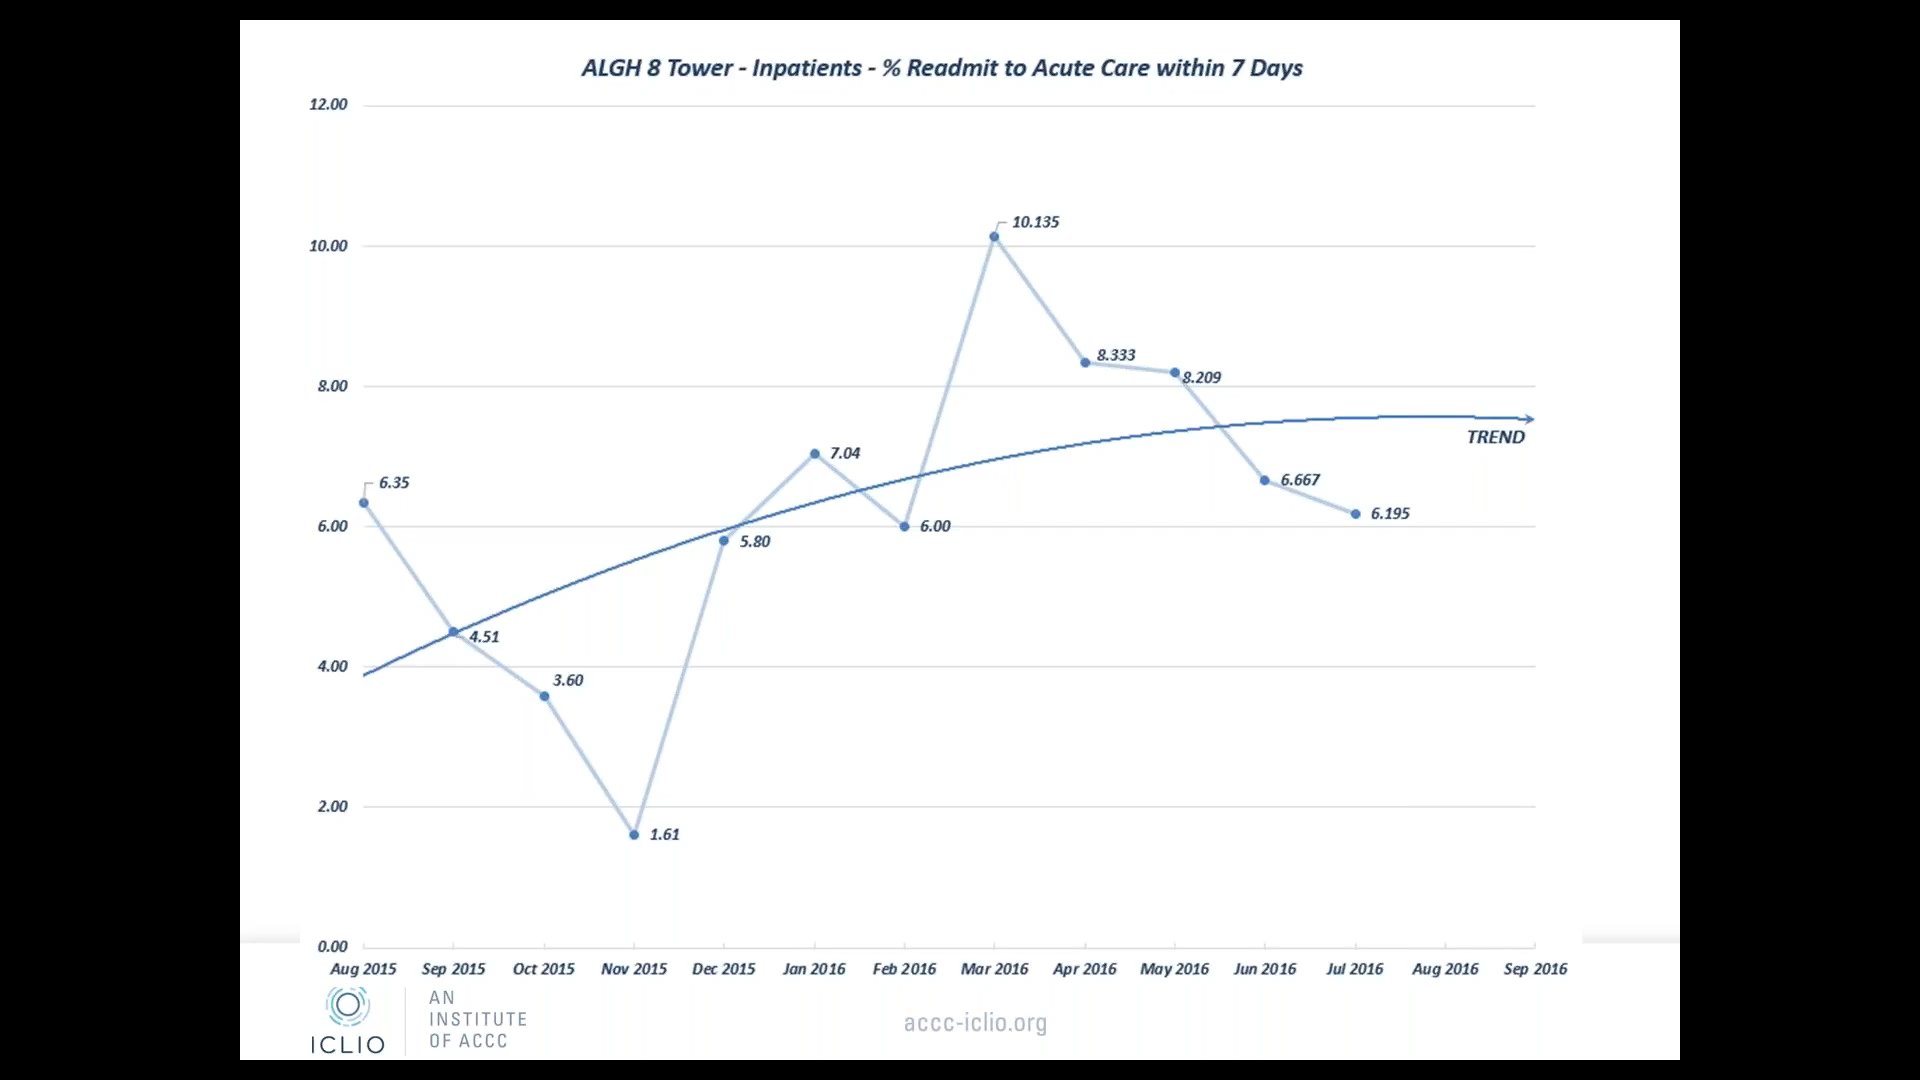 ALGH 8 Tower - Inpatients - % Readmit to Acute Care within 7 Days
12.00
10.00
8.00
6.00
4.00
2.00
0.00
6.35
4.51
3.60
1.61
5.80
7.04
6.00
10.135
8.333
8.209
6.667
6.195
TREND
Aug 2015 Sep 2015 Oct 2015 Nov 2015 Dec 2015 Jan 2016 Feb 2016 Mar 2016 Apr 2016 May 2016 Jun 2016 Jul 2016 Aug 2016 Sep 2016
ICLIO
AN
INSTITUTE
OF ACCC
accc-iclio.org